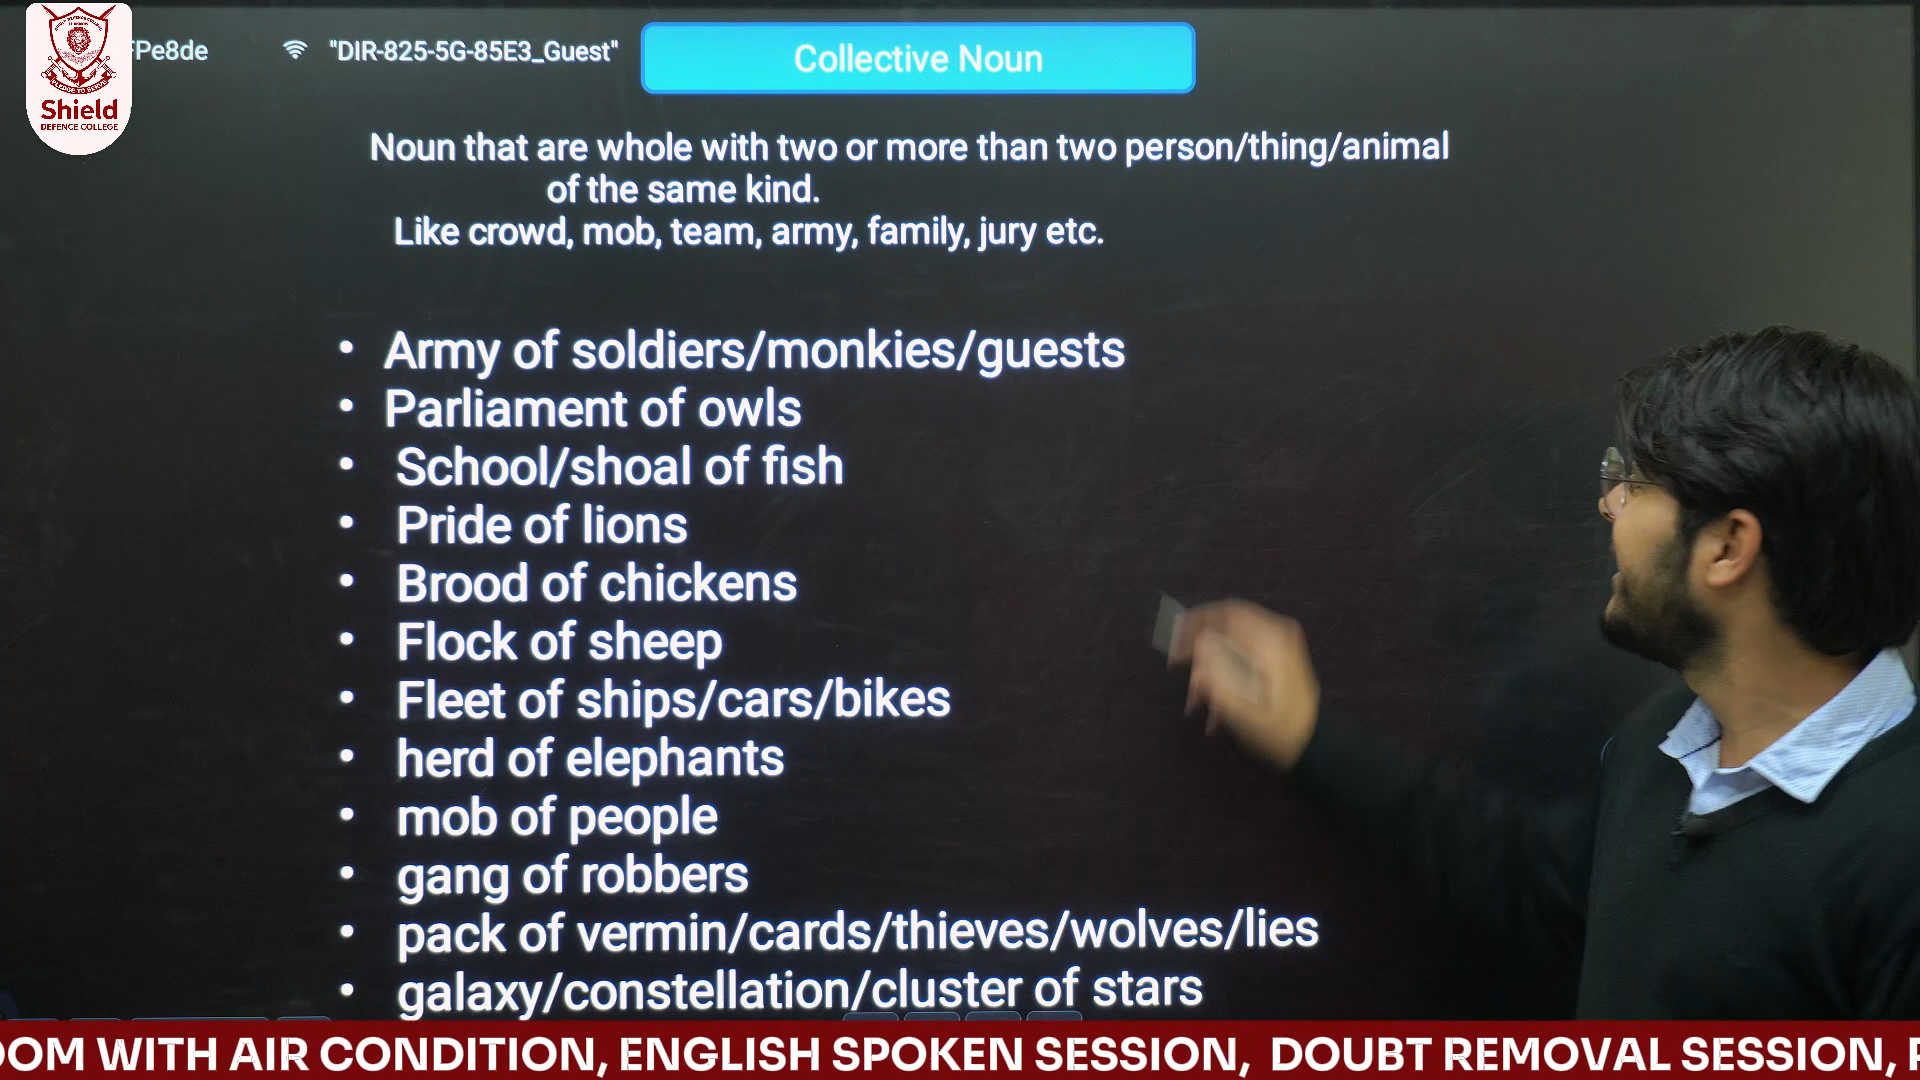 FPe8de
"DIR-825-5G-85E3_Guest"
Collective Noun
Shield
DEFENCE COLLEGE
Noun that are whole with two or more than two person/thing/animal
of the same kind.
Like crowd, mob, team, army, family, jury etc.
• Army of soldiers/monkies/guests
• Parliament of owls
• School/shoal of fish
• Pride of lions
• Brood of chickens
• Flock of sheep
• Fleet of ships/cars/bikes
• herd of elephants
• mob of people
• gang of robbers
• pack of vermin/cards/thieves/wolves/lies
• galaxy/constellation/cluster of stars
OOM WITH AIR CONDITION, ENGLISH SPOKEN SESSION, DOUBT REMOVAL SESSION,